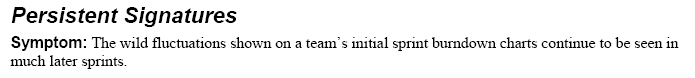 Persistent Signatures
Symptom: The wild fluctuations shown on a team's initial sprint burndown charts continue to be seen in
much later sprints.